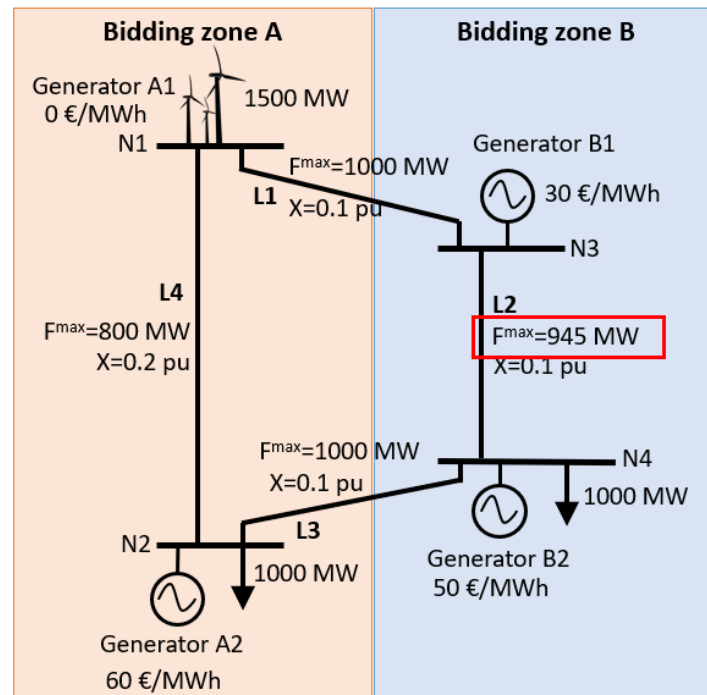 Bidding zone A
Bidding zone B
Generator A1
0 €/MWh
1500 MW
N1
Fmax=1000 MW
L1
X=0.1 pu
Generator B1
30 €/MWh
N3
L4
Fmax=800 MW
X=0.2 pu
L2
Fmax=945 MW
X=0.1 pu
Fmax=1000 MW
X=0.1 pu
N4
1000 MW
N2
L3
1000 MW
Generator B2
50 €/MWh
Generator A2
60 €/MWh